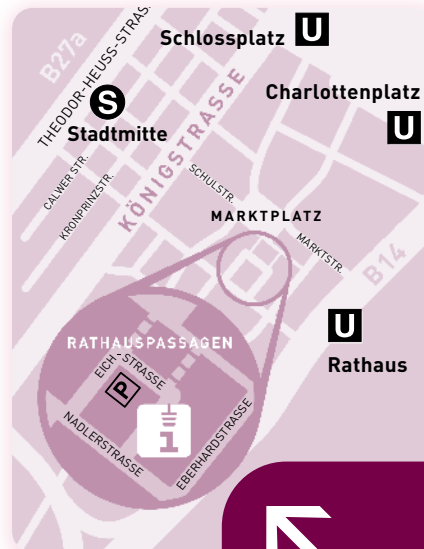 Schlossplatz U
B27a
THEODOR-HEUSS-STRAS
S
Stadtmitte
Charlottenplatz
U
KÖNIGSTRASSE
CALWER STR.
KRONPRINZSTR.
SCHULSTR.
MARKTPLATZ
MARKTSTR.
B14
U
Rathaus
RATHAUSPASSAGEN
EICH-STRASSE
P
i
NADLERSTRASSE
EBERHARDSTRASSE